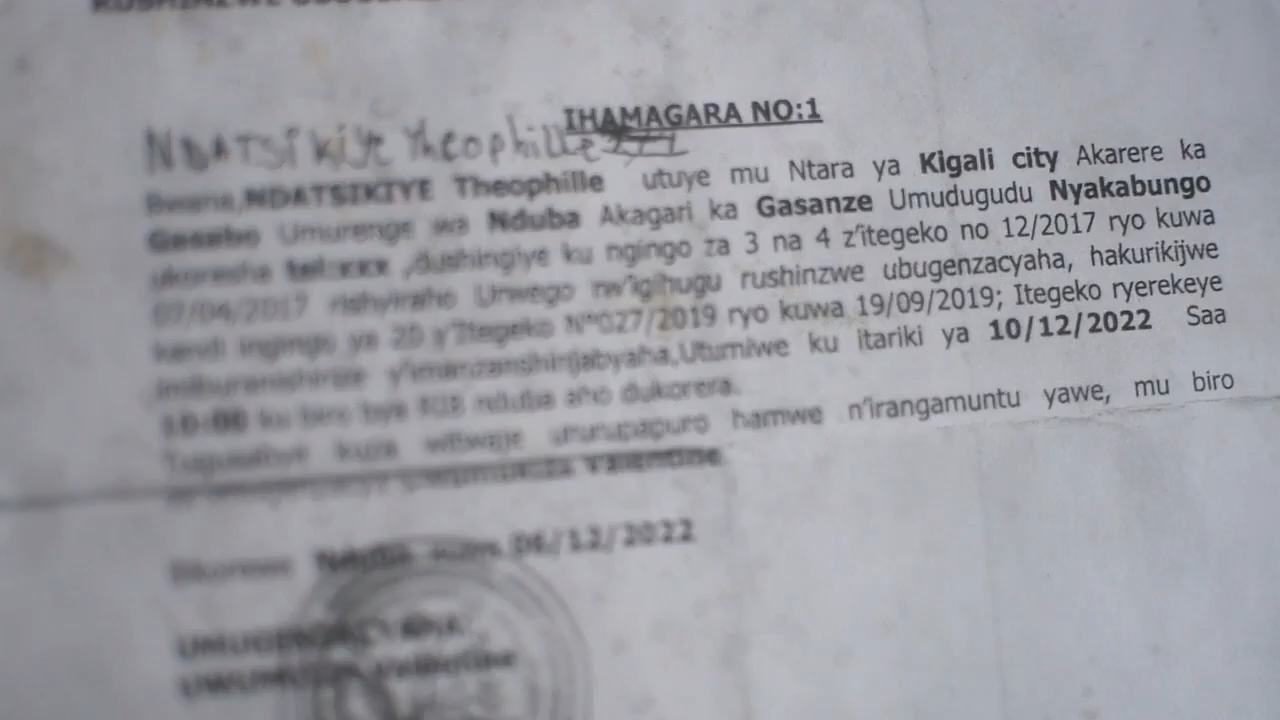 IHAMAGARA NO:1
NDATSIKIYE Theophille
Bwana,NDATSIKIYE Theophille utuye mu Ntara ya Kigali city Akarere ka
Gasabo Umurenge wa Nduba Akagari ka Gasanze Umudugudu Nyakabungo
ukoresha tel:xxx ,dushingiye ku ngingo za 3 na 4 z'itegeko no 12/2017 ryo kuwa
07/04/2017 rishyiraho Urwego rw'igihugu rushinzwe ubugenzacyaha, hakurikijwe
kandi ingingo ya 20 y'Itegeko N°027/2019 ryo kuwa 19/09/2019; Itegeko ryerekeye
imiburanishirize y'imanzanshinjabyaha,Utumiwe ku itariki ya 10/12/2022 Saa
10:00 ku biro bya RIB nduba aho dukorera.
Tugusabye kuza witwaje urupapuro hamwe n'irangamuntu yawe, mu biro
Valentine
Bikorewe Nduba kuwa 06/12/2022